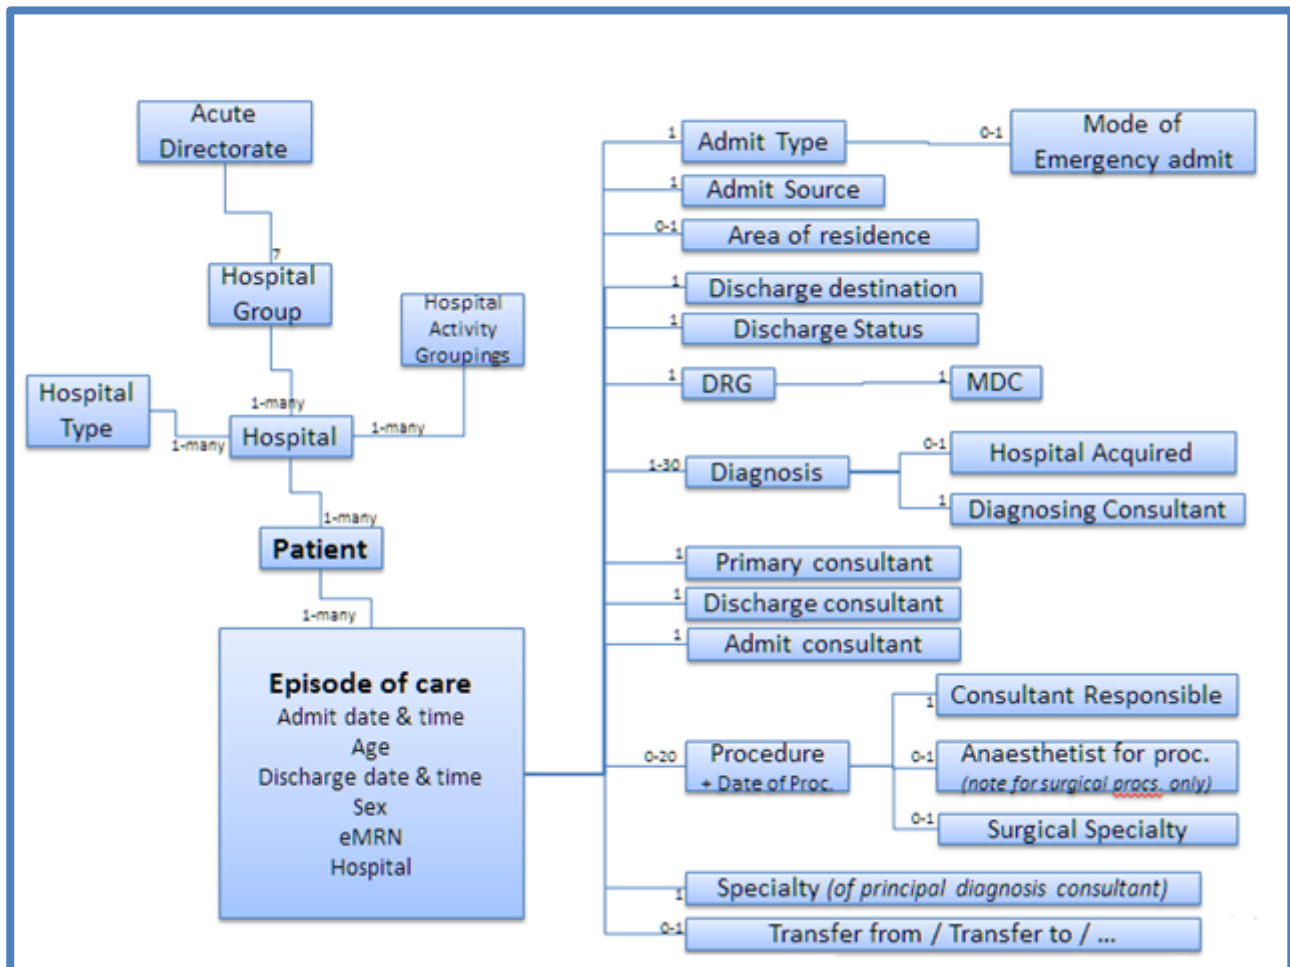 Acute
Directorate
7
Hospital
Group
Hospital
Activity
Groupings
Hospital
Type
1-many
1-many
1-many
Hospital
1-many
Patient
1-many
Episode of care
Admit date & time
Age
Discharge date & time
Sex
eMRN
Hospital
1
Admit Type
0-1
Mode of
Emergency admit
1
Admit Source
0-1
Area of residence
1
Discharge destination
1
Discharge Status
1
DRG
1
MDC
1-30
Diagnosis
0-1
Hospital Acquired
1
Diagnosing Consultant
1
Primary consultant
1
Discharge consultant
1
Admit consultant
0-20
Procedure
+ Date of Proc.
1
Consultant Responsible
0-1
Anaesthetist for proc.
(note for surgical procs. only)
0-1
Surgical Specialty
1
Specialty (of principal diagnosis consultant)
0-1
Transfer from / Transfer to / ...